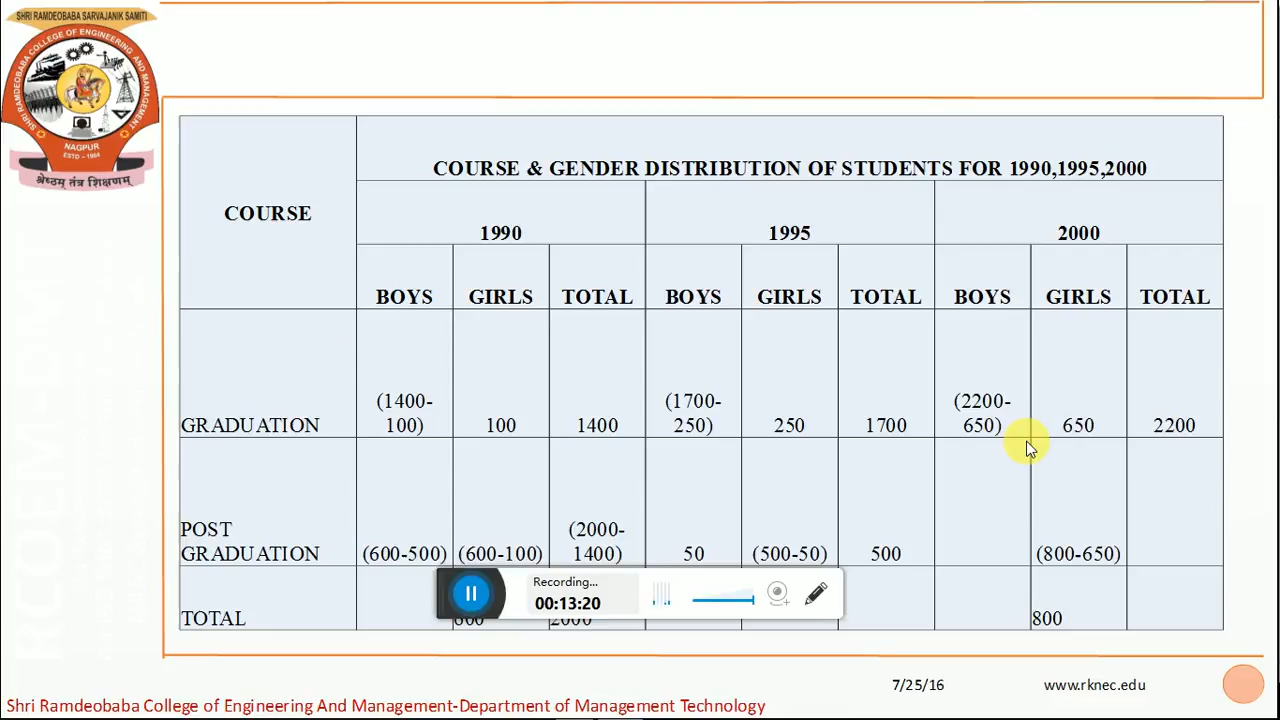 SHRI RAMDEOBABA SARVAJANIK SAMITI
SHRI RAMDEOBABA COLLEGE OF ENGINEERING AND MANAGEMENT
NAGPUR
ESTD - 1984
श्रेष्ठम् तंत्र शिक्षणम्
COURSE
COURSE & GENDER DISTRIBUTION OF STUDENTS FOR 1990,1995,2000
1990 1995 2000
BOYS GIRLS TOTAL BOYS GIRLS TOTAL BOYS GIRLS TOTAL
(1400- (1700- (2200-
GRADUATION 100) 100 1400 250) 250 1700 650) 650 2200
POST (2000-
GRADUATION (600-500) (600-100) 1400) 50 (500-50) 500 (800-650)
TOTAL 600 2000 800
Recording...
00:13:20
7/25/16 www.rknec.edu
Shri Ramdeobaba College of Engineering And Management-Department of Management Technology
RCOEM-DMT